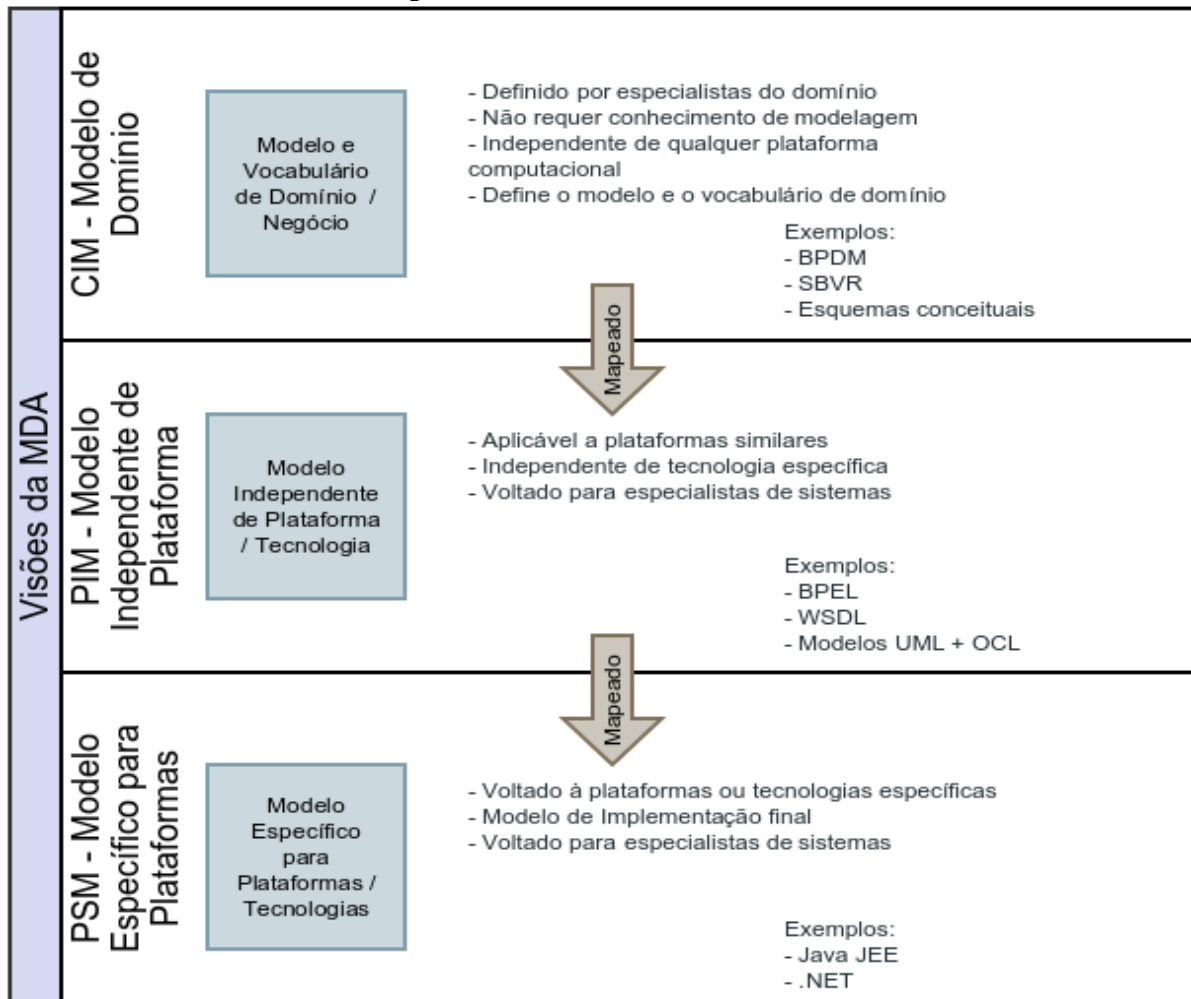 Visões da MDA
CIM - Modelo de
Domínio
Modelo e
Vocabulário
de Domínio /
Negócio
- Definido por especialistas do domínio
- Não requer conhecimento de modelagem
- Independente de qualquer plataforma
computacional
- Define o modelo e o vocabulário de domínio
Exemplos:
- BPDM
- SBVR
- Esquemas conceituais
Mapeado
PIM - Modelo
Independente de
Plataforma
Modelo
Independente
de Plataforma
/ Tecnologia
- Aplicável a plataformas similares
- Independente de tecnologia específica
- Voltado para especialistas de sistemas
Exemplos:
- BPEL
- WSDL
- Modelos UML + OCL
Mapeado
PSM - Modelo
Específico para
Plataformas
Modelo
Específico
para
Plataformas /
Tecnologias
- Voltado à plataformas ou tecnologias específicas
- Modelo de Implementação final
- Voltado para especialistas de sistemas
Exemplos:
- Java JEE
- .NET